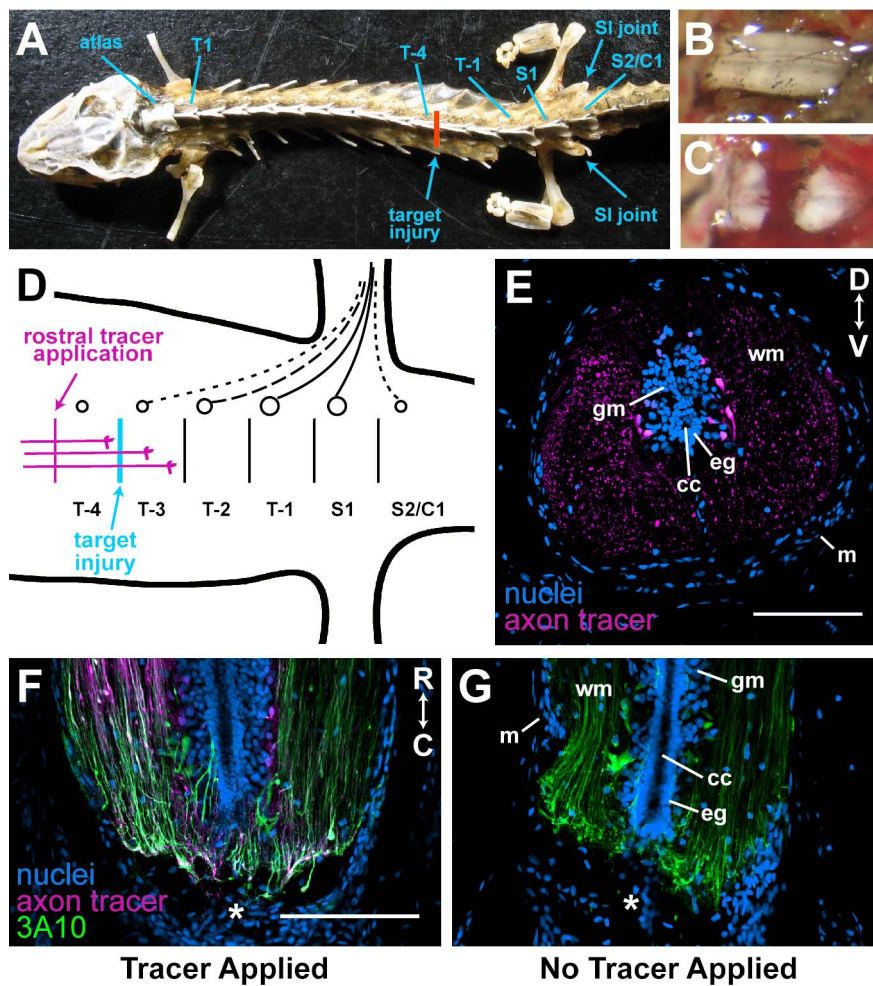 A
atlas
T1
T-4
T-1
S1
SI joint
S2/C1
target
injury
SI joint
B
C
D
rostral tracer
application
T-4
T-3
T-2
T-1
S1
S2/C1
target
injury
E
D
V
wm
gm
eg
cc
m
nuclei
axon tracer
F
R
C
nuclei
axon tracer
3A10
*
Tracer Applied
G
wm
gm
m
cc
eg
*
No Tracer Applied